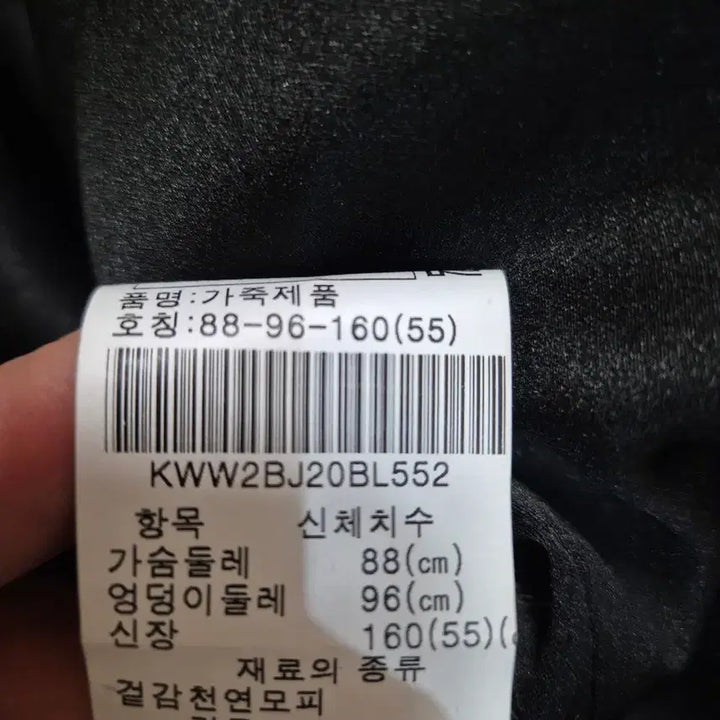 품명:가죽제품
호칭:88-96-160(55)
KWW2BJ20BL552
항목 신체치수
가슴둘레 88(cm)
엉덩이둘레 96(cm)
신장 160(55)(
재료의 종류
겉감천연모피